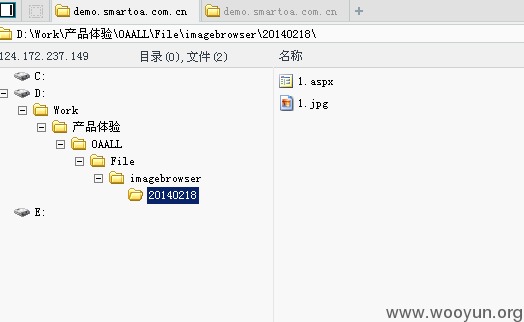 demo.smartoa.com.cn demo.smartoa.com.cn
D:\Work\产品体验\OAALL\File\imagebrowser\20140218\
124.172.237.149 目录(0),文件(2) 名称
C:
D:
Work
产品体验
OAALL
File
imagebrowser
20140218
E:
1.aspx
1.jpg
www.wooyun.org